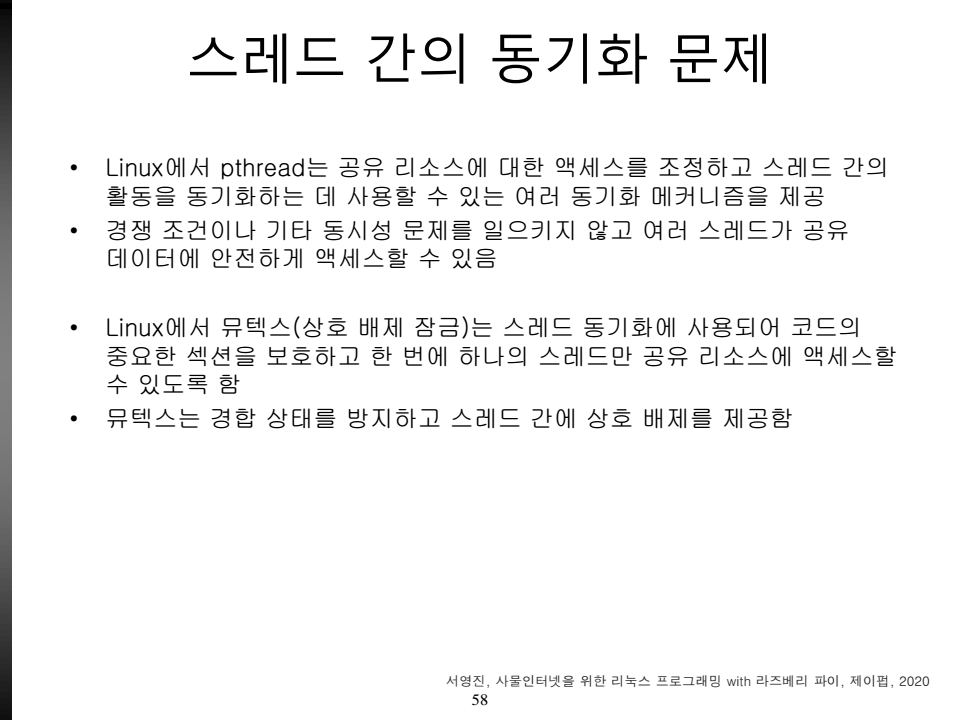 스레드 간의 동기화 문제
• Linux에서 pthread는 공유 리소스에 대한 액세스를 조정하고 스레드 간의
활동을 동기화하는 데 사용할 수 있는 여러 동기화 메커니즘을 제공
• 경쟁 조건이나 기타 동시성 문제를 일으키지 않고 여러 스레드가 공유
데이터에 안전하게 액세스할 수 있음
• Linux에서 뮤텍스(상호 배제 잠금)는 스레드 동기화에 사용되어 코드의
중요한 섹션을 보호하고 한 번에 하나의 스레드만 공유 리소스에 액세스할
수 있도록 함
• 뮤텍스는 경합 상태를 방지하고 스레드 간에 상호 배제를 제공함
서영진, 사물인터넷을 위한 리눅스 프로그래밍 with 라즈베리 파이, 제이펍, 2020
58